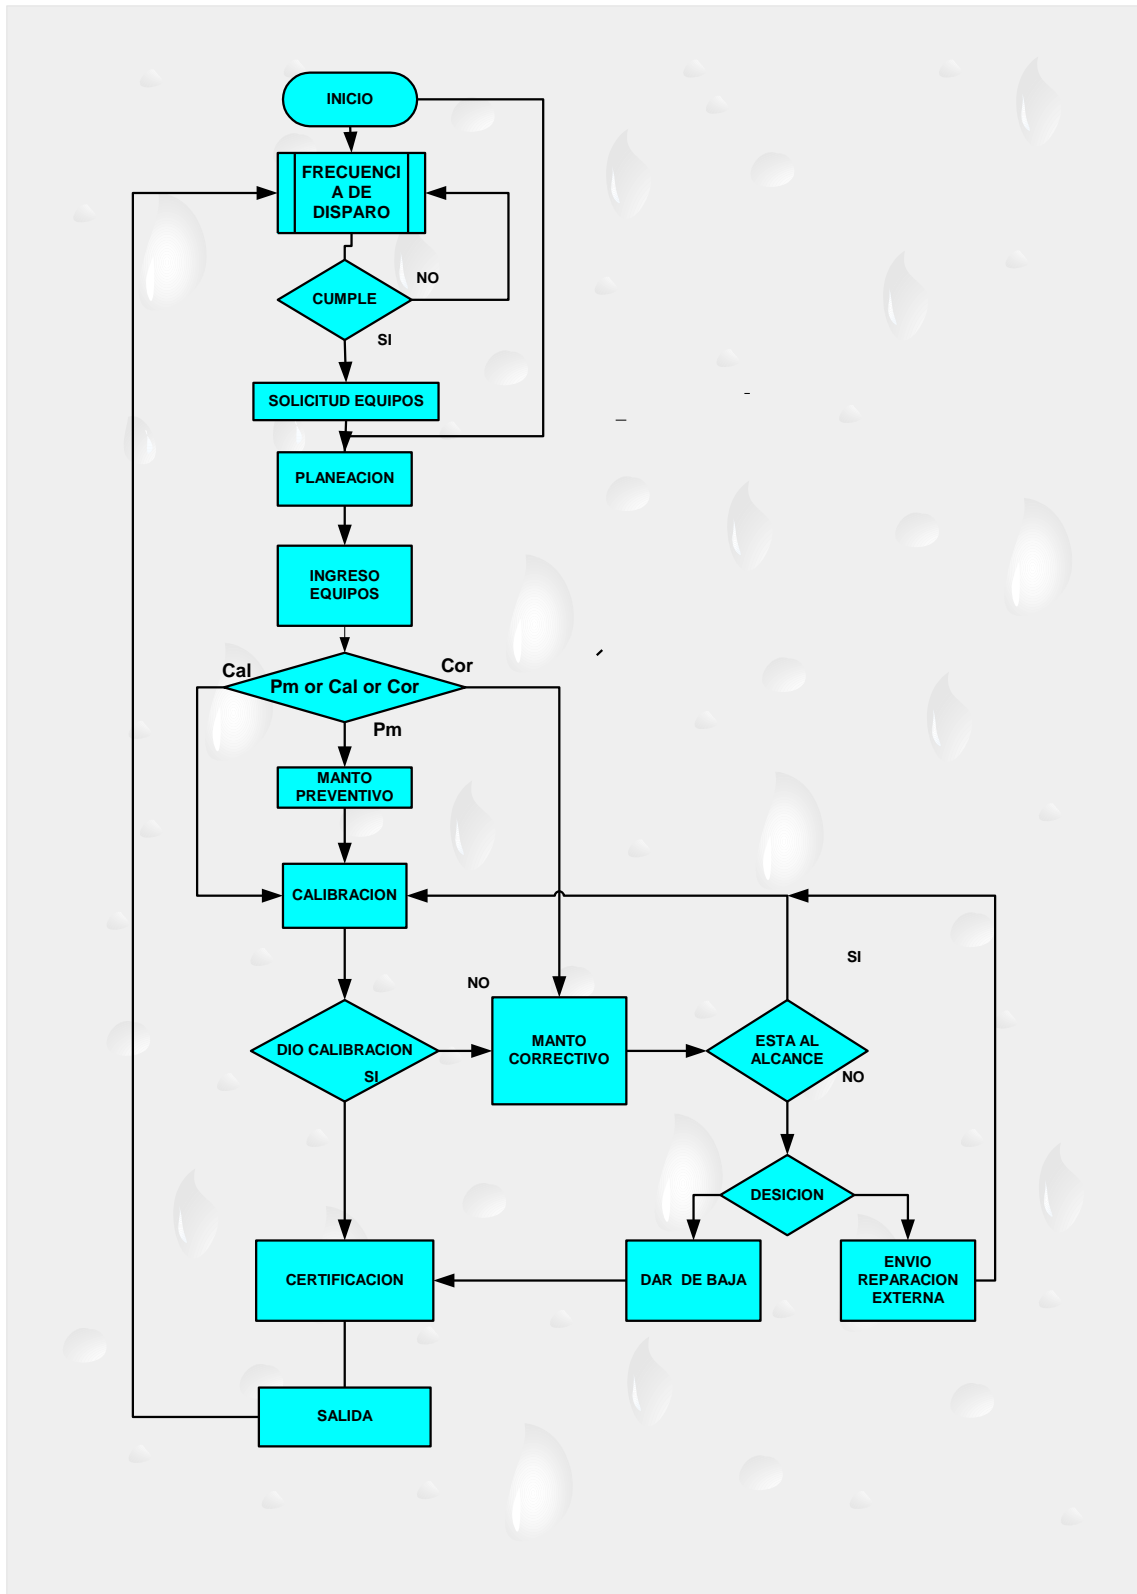 INICIO
FRECUENCI
A DE
DISPARO
NO
CUMPLE
SI
SOLICITUD EQUIPOS
PLANEACION
INGRESO
EQUIPOS
Cal
Cor
Pm or Cal or Cor
Pm
MANTO
PREVENTIVO
CALIBRACION
SI
NO
DIO CALIBRACION
SI
MANTO
CORRECTIVO
ESTA AL
ALCANCE
NO
DESICION
CERTIFICACION
DAR DE BAJA
ENVIO
REPARACION
EXTERNA
SALIDA